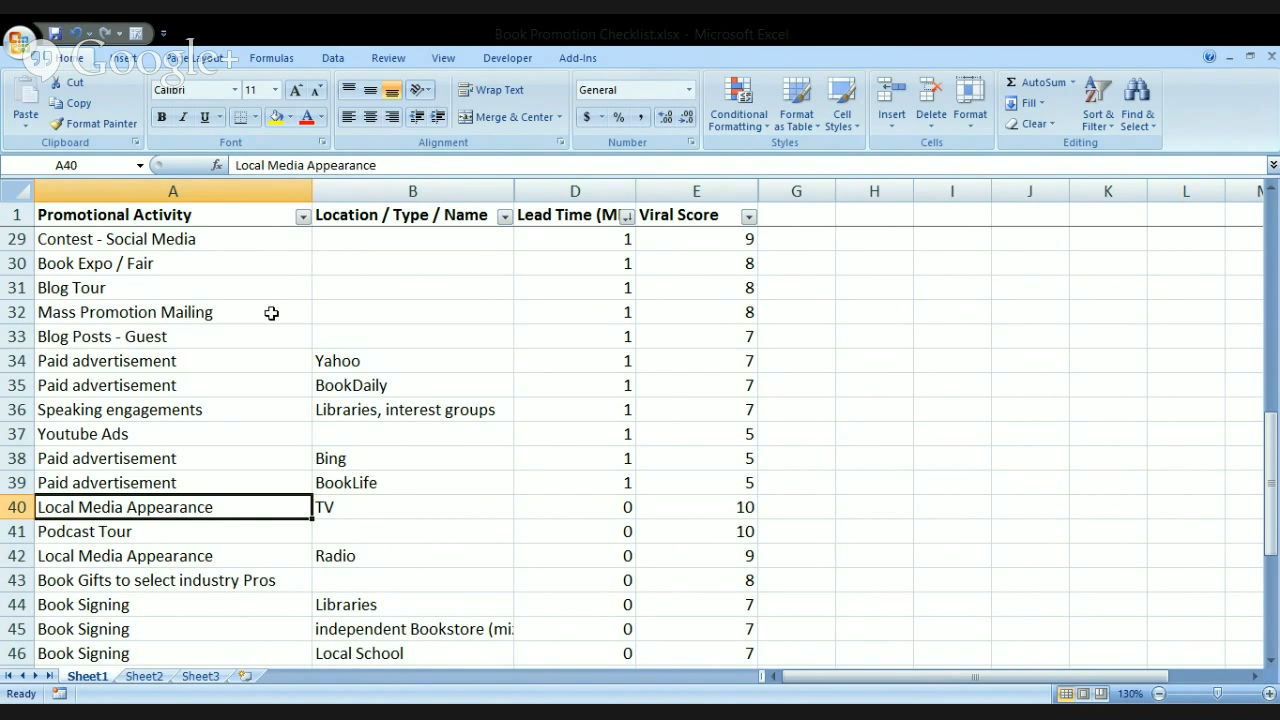 Book Promotion Checklist.xlsx - Microsoft Excel
Google+
Home Insert Page Layout Formulas Data Review View Developer Add-Ins
Cut
Copy
Format Painter
Paste
Clipboard
Calibri 11
B I U A
Font
Wrap Text
Merge & Center
Alignment
General
$ % , .0 .00 .00 .0
Number
Conditional Formatting
Format as Table
Cell Styles
Styles
Insert Delete Format
Cells
Σ AutoSum
Fill
Clear
Sort & Filter
Find & Select
Editing
A40 fx Local Media Appearance
A B D E G H I J K L M
1 Promotional Activity Location / Type / Name Lead Time (M Viral Score
29 Contest - Social Media 1 9
30 Book Expo / Fair 1 8
31 Blog Tour 1 8
32 Mass Promotion Mailing 1 8
33 Blog Posts - Guest 1 7
34 Paid advertisement Yahoo 1 7
35 Paid advertisement BookDaily 1 7
36 Speaking engagements Libraries, interest groups 1 7
37 Youtube Ads 1 5
38 Paid advertisement Bing 1 5
39 Paid advertisement BookLife 1 5
40 Local Media Appearance TV 0 10
41 Podcast Tour 0 10
42 Local Media Appearance Radio 0 9
43 Book Gifts to select industry Pros 0 8
44 Book Signing Libraries 0 7
45 Book Signing independent Bookstore (mi 0 7
46 Book Signing Local School 0 7
Sheet1 Sheet2 Sheet3
Ready 130%